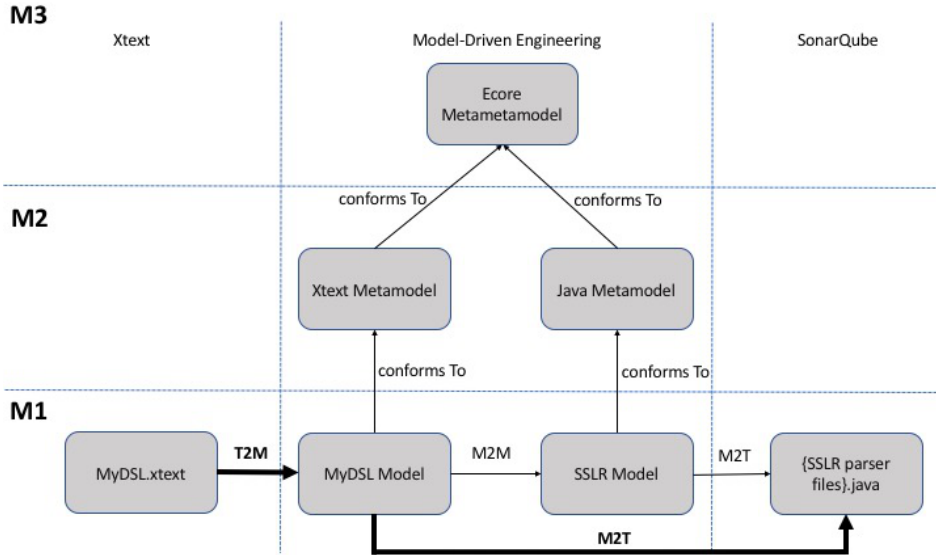 M3
Xtext
Model-Driven Engineering
SonarQube
Ecore
Metametamodel
conforms To
conforms To
M2
Xtext Metamodel
Java Metamodel
conforms To
conforms To
M1
MyDSL.xtext
T2M
MyDSL Model
M2M
SSLR Model
M2T
{SSLR parser
files}.java
M2T